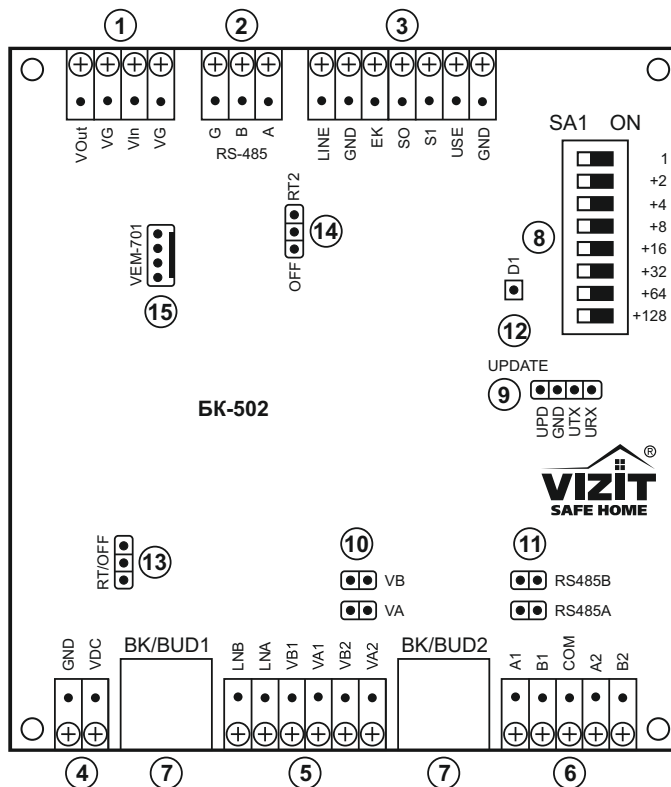 1 2 3
VOut VG VIn VG
G B A
RS-485
LINE GND EK SO S1 USE GND
SA1 ON
1
+2
+4
+8
+16
+32
+64
+128
8
RT2
OFF
14
VEM-701
15
D1
12
UPDATE
9
UPD GND UTX URX
БК-502
VIZIT®
SAFE HOME
10 11
RT/OFF
13
VB RS485B
VA RS485A
GND VDC
BK/BUD1
LNB LNA VB1 VA1 VB2 VA2
BK/BUD2
A1 B1 COM A2 B2
4 7 5 7 6